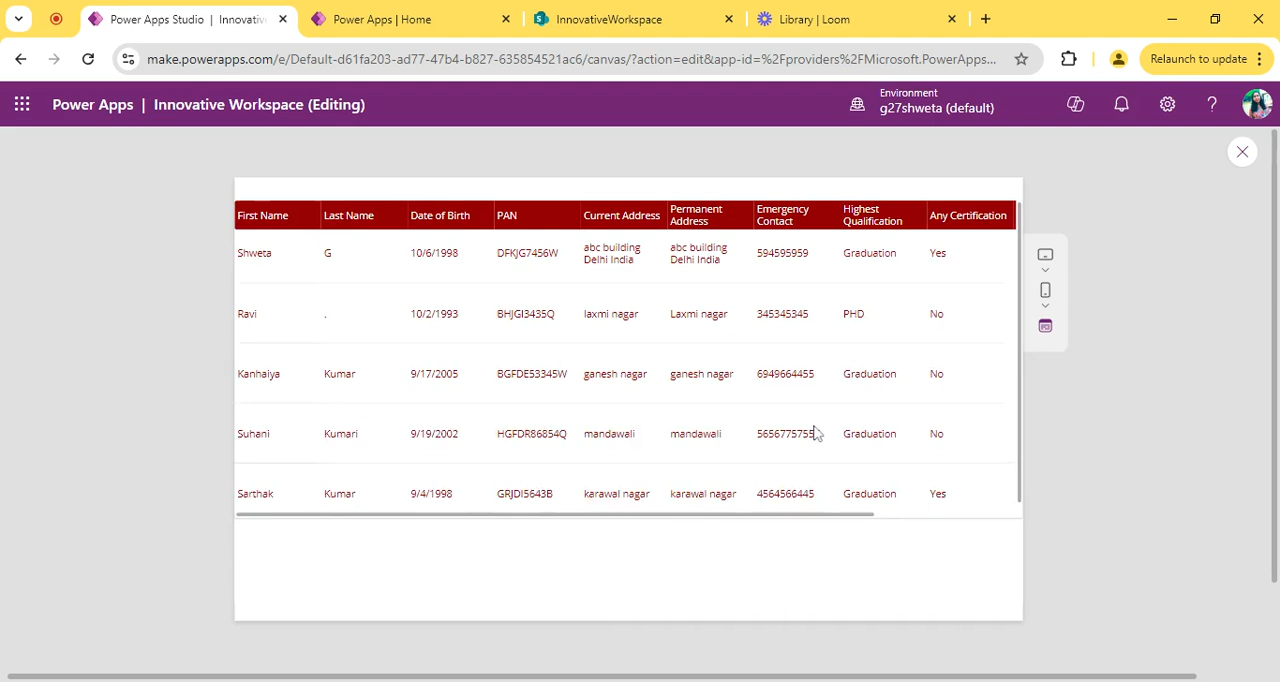 Power Apps Studio | Innovativ
Power Apps | Home
InnovativeWorkspace
Library | Loom
make.powerapps.com/e/Default-d61fa203-ad77-47b4-b827-635854521ac6/canvas/?action=edit&app-id=%2Fproviders%2FMicrosoft.PowerApps...
Relaunch to update
Power Apps | Innovative Workspace (Editing)
Environment
g27shweta (default)
First Name Last Name Date of Birth PAN Current Address Permanent Address Emergency Contact Highest Qualification Any Certification
Shweta G 10/6/1998 DFKJG7456W abc building Delhi India abc building Delhi India 594595959 Graduation Yes
Ravi . 10/2/1993 BHJGI3435Q laxmi nagar Laxmi nagar 345345345 PHD No
Kanhaiya Kumar 9/17/2005 BGFDE53345W ganesh nagar ganesh nagar 6949664455 Graduation No
Suhani Kumari 9/19/2002 HGFDR86854Q mandawali mandawali 5656775755 Graduation No
Sarthak Kumar 9/4/1998 GRJDI5643B karawal nagar karawal nagar 4564566445 Graduation Yes